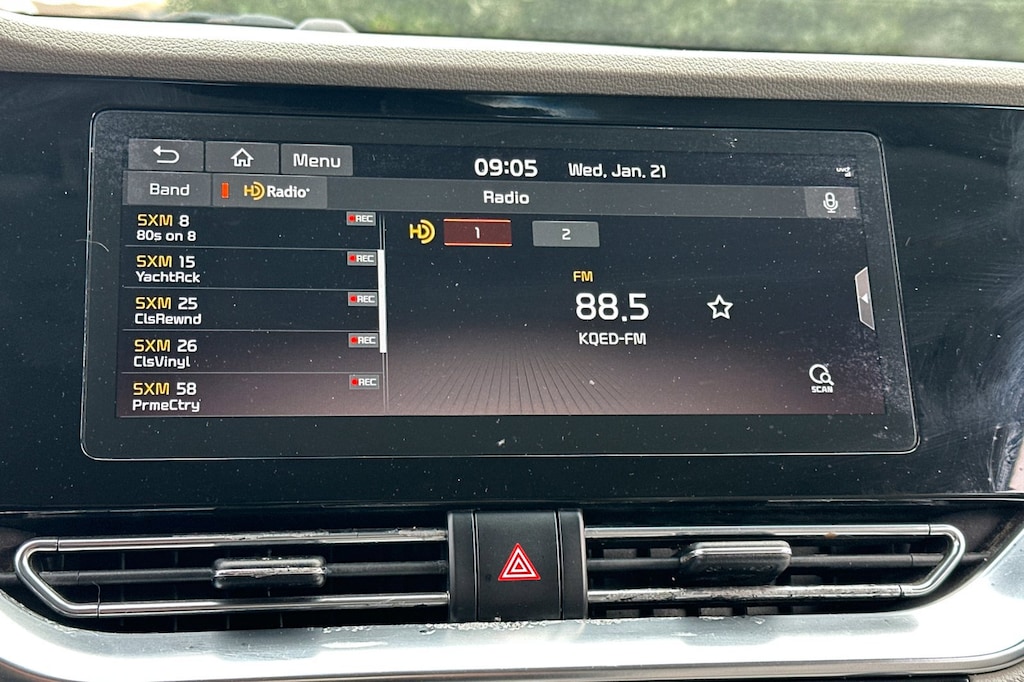 Menu
09:05 Wed, Jan. 21
Band
HD Radio
Radio
SXM 8
REC
80s on 8
SXM 15
REC
YachtRck
SXM 25
REC
ClsRewnd
SXM 26
REC
ClsVinyl
SXM 58
REC
PrmeCtry
HD 1 2
FM
88.5
KQED-FM
SCAN